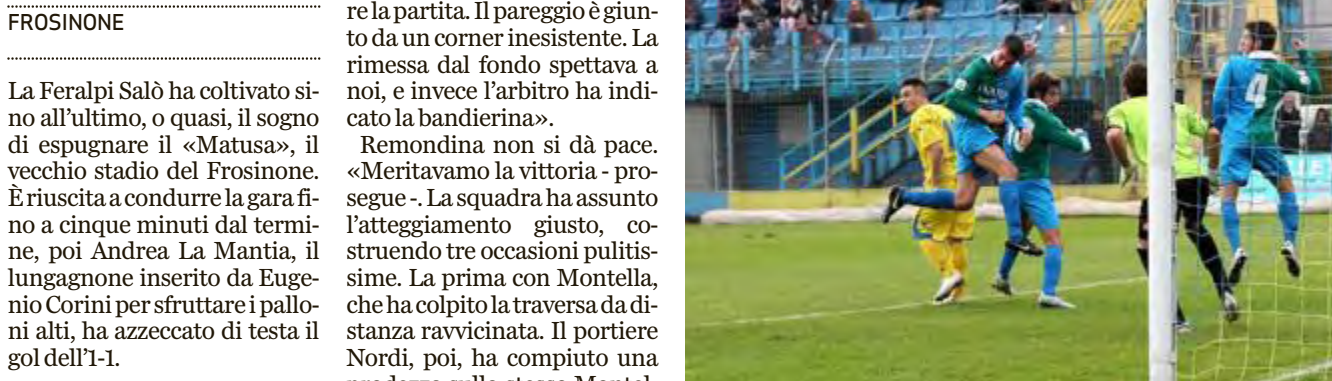 FROSINONE
La Feralpi Salò ha coltivato si-
no all'ultimo, o quasi, il sogno
di espugnare il «Matusa», il
vecchio stadio del Frosinone.
È riuscita a condurre la gara fi-
no a cinque minuti dal termi-
ne, poi Andrea La Mantia, il
lungagnone inserito da Euge-
nio Corini per sfruttare i pallo-
ni alti, ha azzeccato di testa il
gol dell'1-1.
re la partita. Il pareggio è giun-
to da un corner inesistente. La
rimessa dal fondo spettava a
noi, e invece l'arbitro ha indi-
cato la bandierina».
Remondina non si dà pace.
«Meritavamo la vittoria - pro-
segue -. La squadra ha assunto
l'atteggiamento giusto, co-
struendo tre occasioni pulitis-
sime. La prima con Montella,
che ha colpito la traversa da di-
stanza ravvicinata. Il portiere
Nordi, poi, ha compiuto una
4